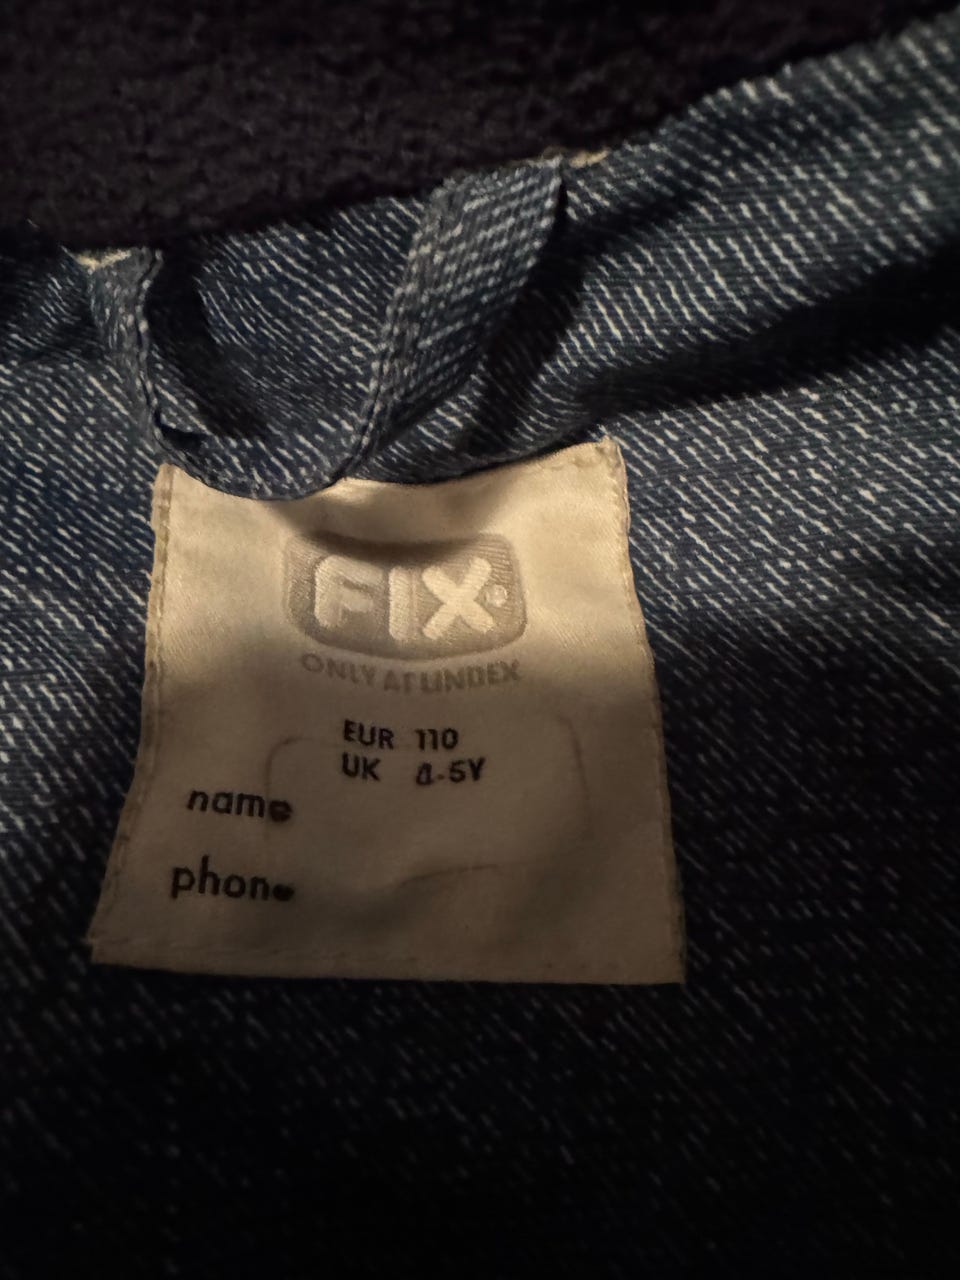 FIX®
ONLY AT LINDEX
EUR 110
UK 4-5Y
name
phone